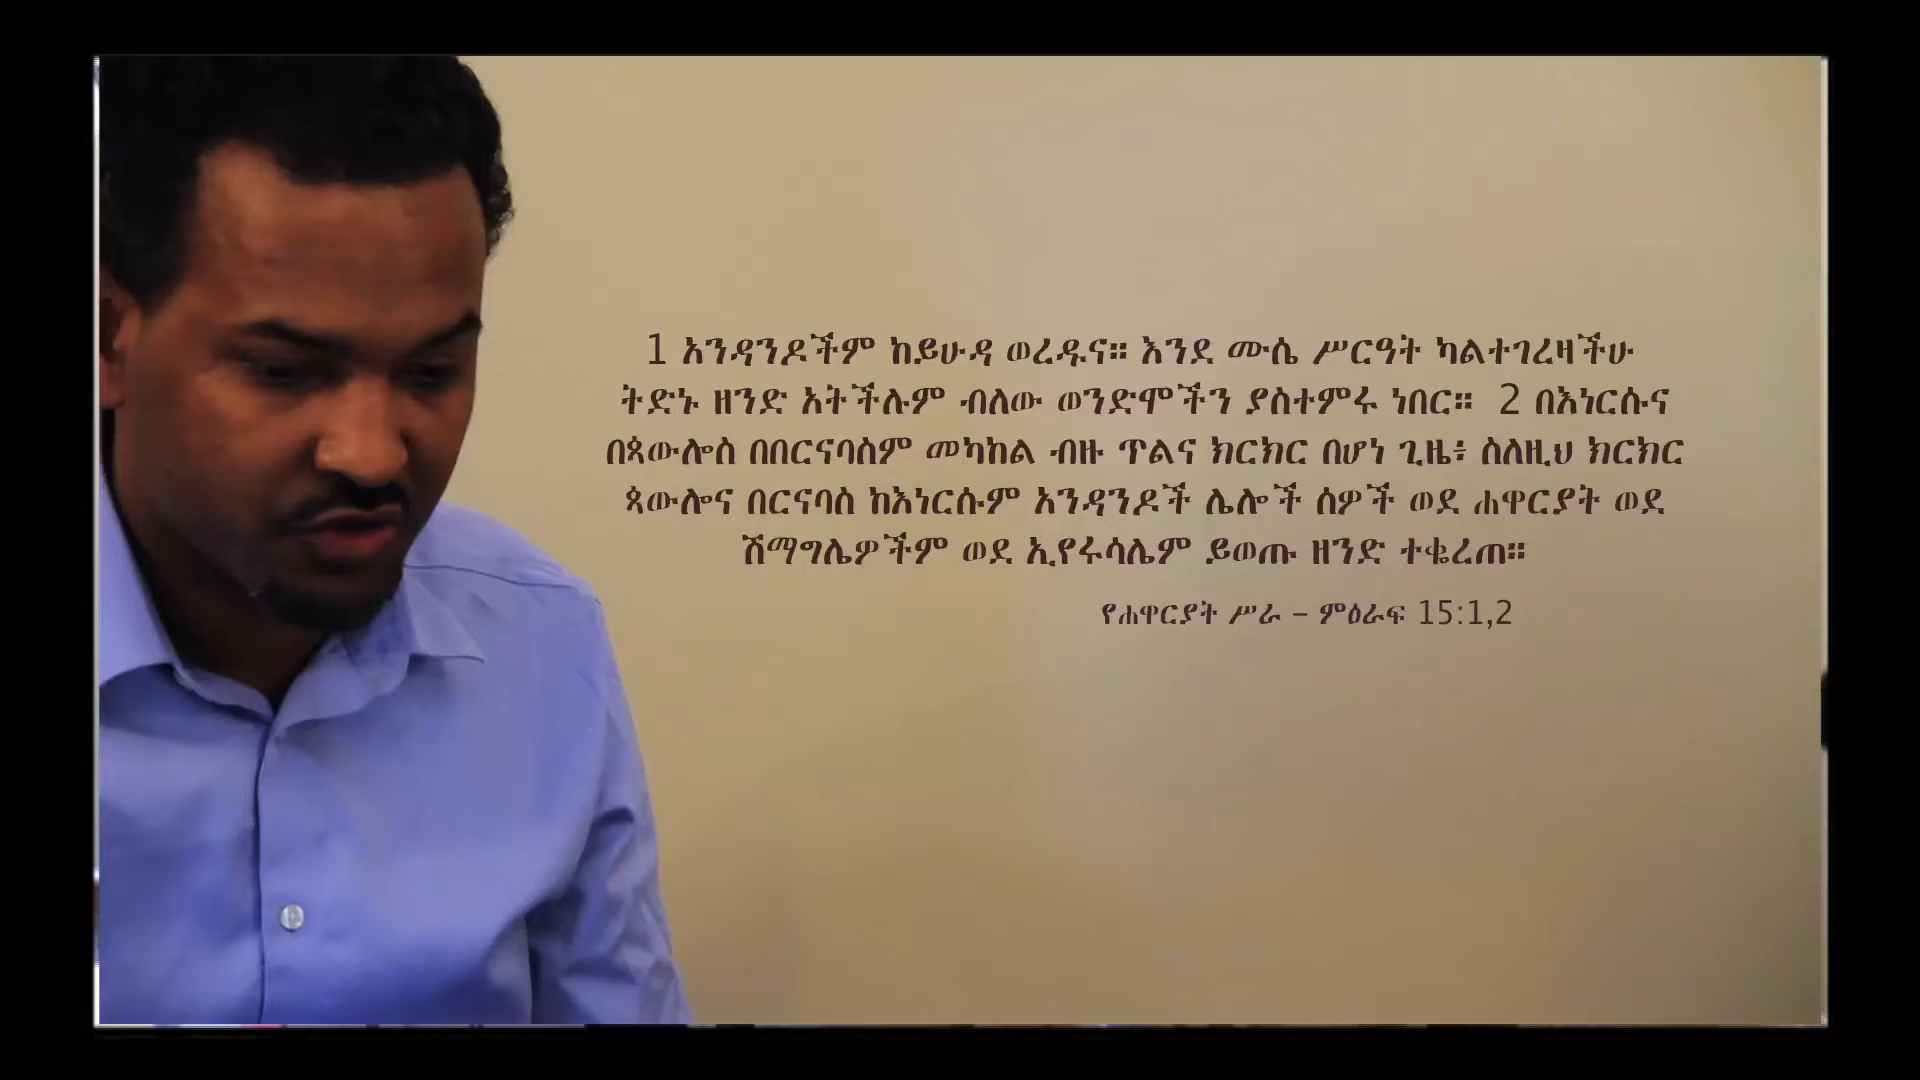 1 አንዳንዶችም ከይሁዳ ወረዱና። እንደ ሙሴ ሥርዓት ካልተገረዛችሁ
ትድኑ ዘንድ አትችሉም ብለው ወንድሞችን ያስተምሩ ነበር። 2 በእነርሱና
በጳውሎስ በበርናባስም መካከል ብዙ ጥልና ክርክር በሆነ ጊዜ፥ ስለዚህ ክርክር
ጳውሎና በርናባስ ከእነርሱም አንዳንዶች ሌሎች ሰዎች ወደ ሐዋርያት ወደ
ሽማግሌዎችም ወደ ኢየሩሳሌም ይወጡ ዘንድ ተቈረጠ።
የሐዋርያት ሥራ – ምዕራፍ 15:1,2